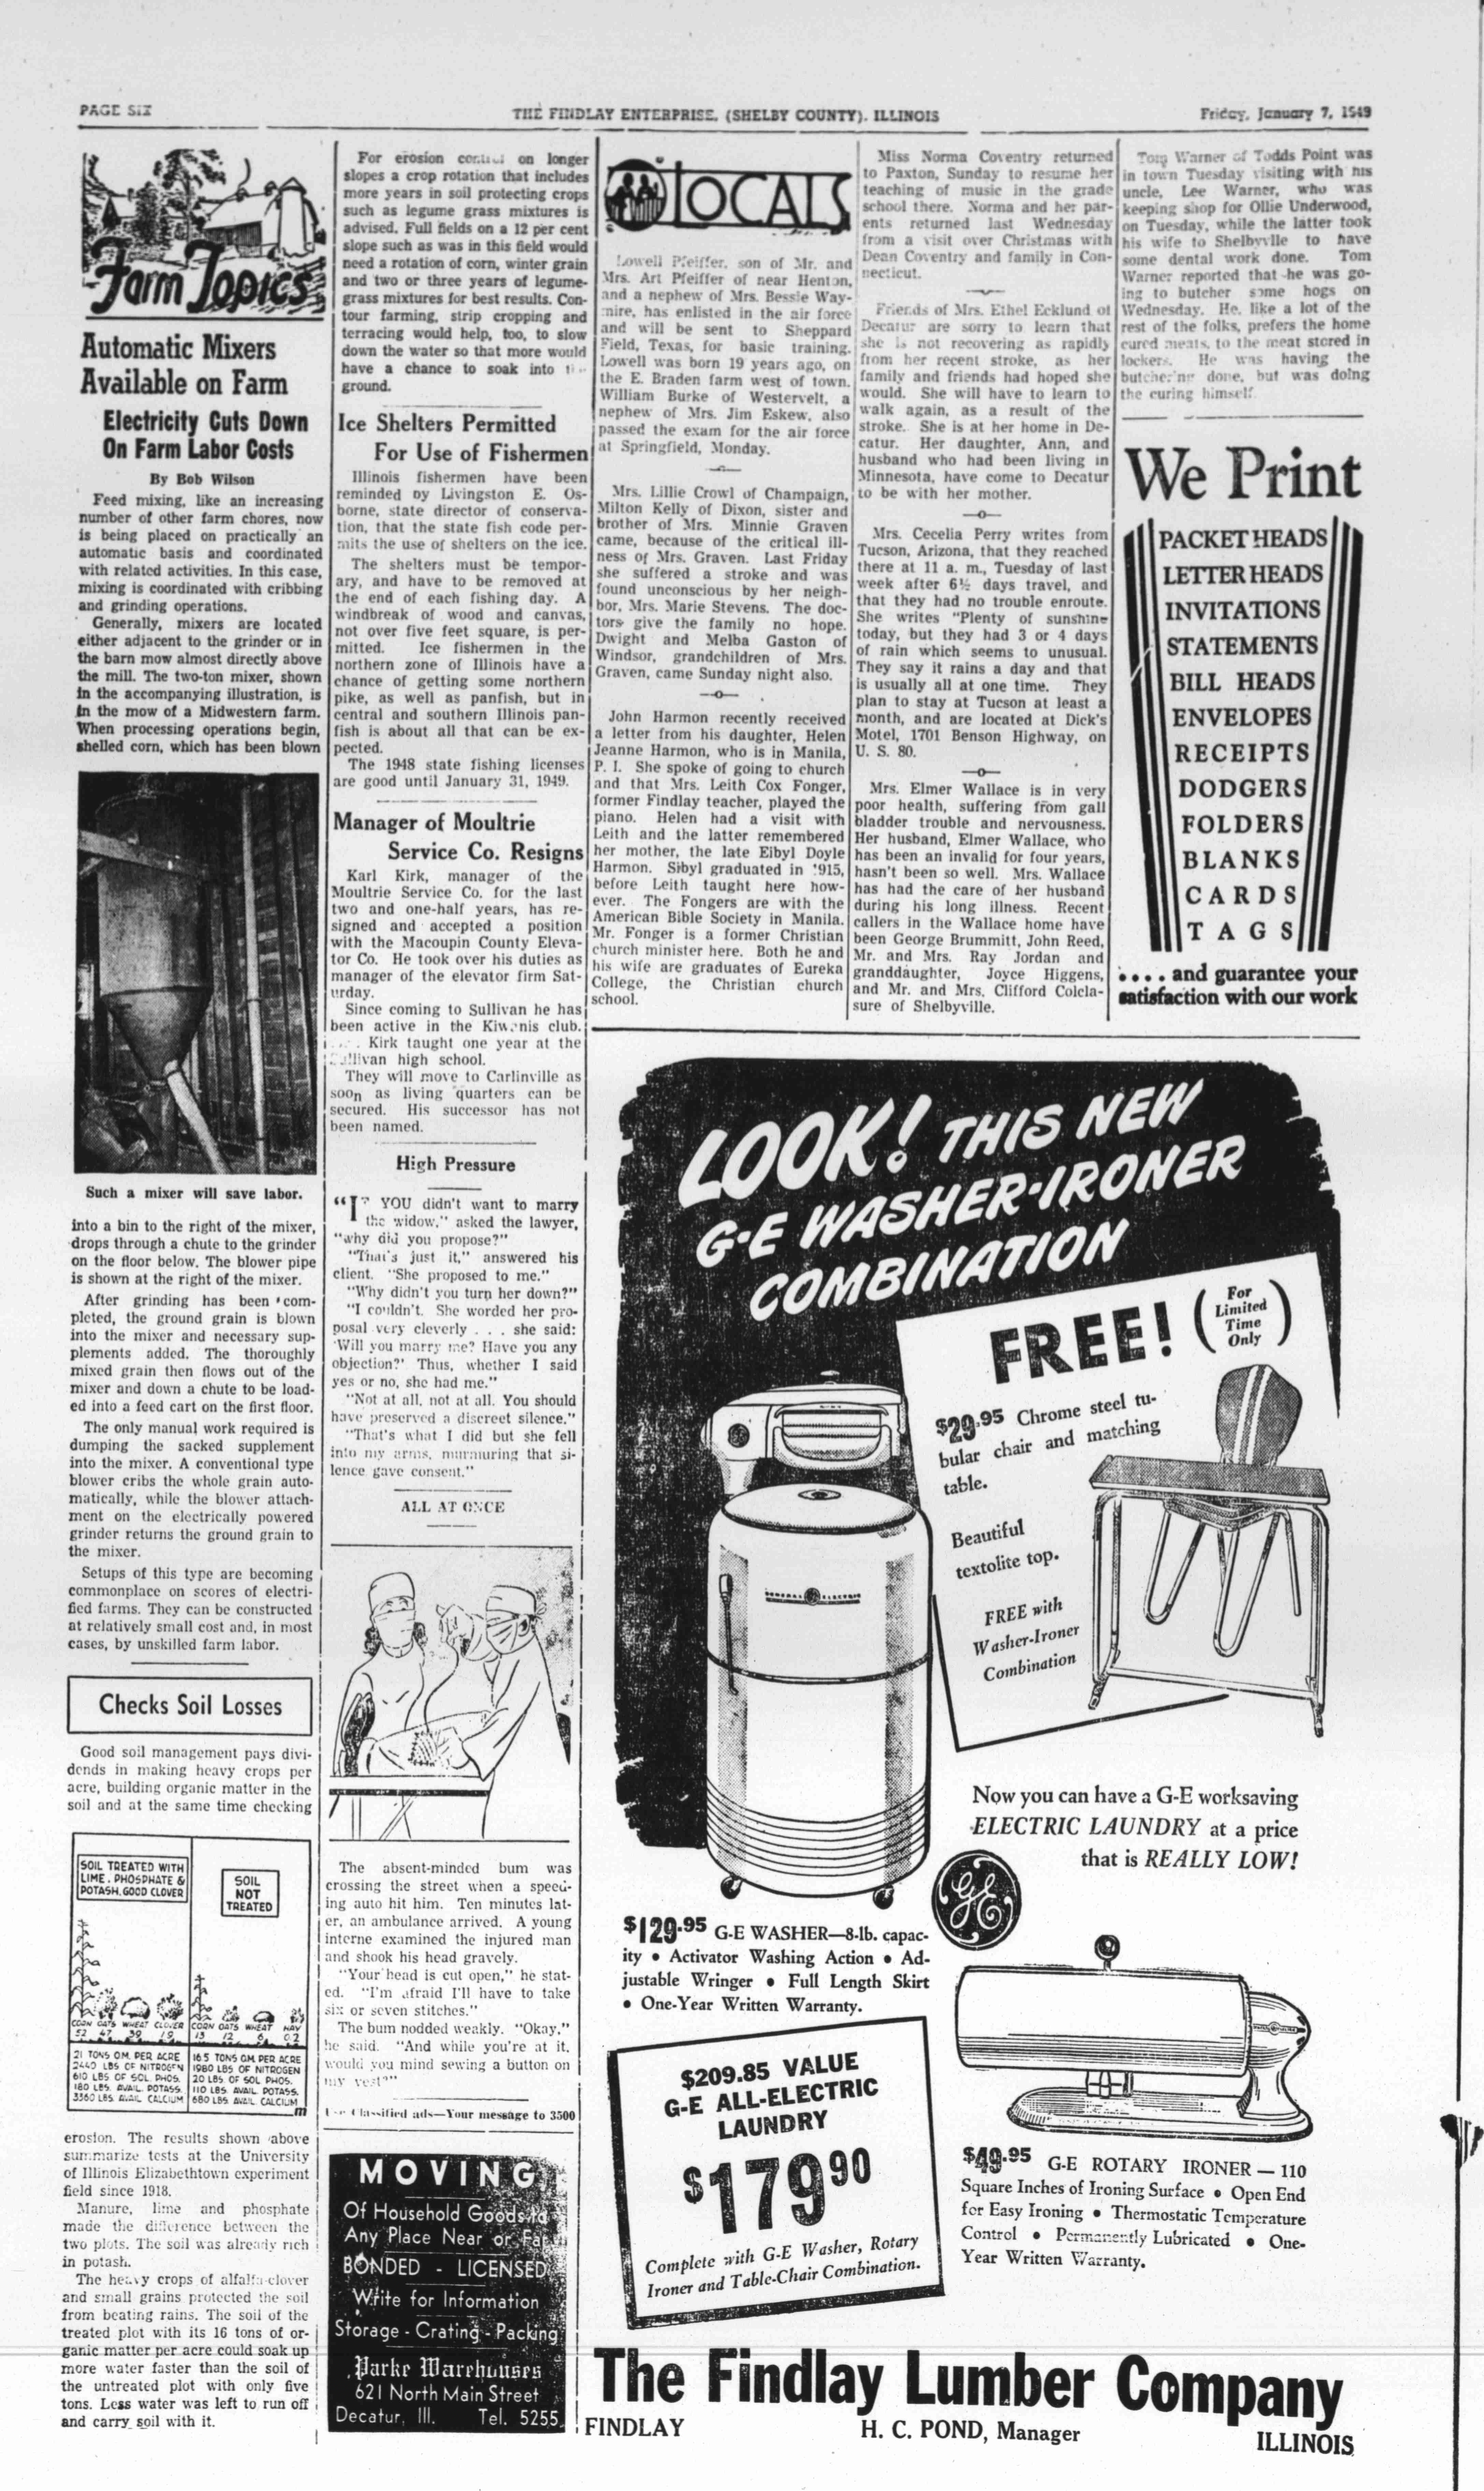 PAGE SIX
THE FINDLAY ENTERPRISE, (SHELBY COUNTY). ILLINOIS
Friday, January 7, 1949
Farm Topics
Automatic Mixers
Available on Farm
Electricity Cuts Down
On Farm Labor Costs
By Bob Wilson
Feed mixing, like an increasing
number of other farm chores, now
is being placed on practically an
automatic basis and coordinated
with related activities. In this case,
mixing is coordinated with cribbing
and grinding operations.
Generally, mixers are located
either adjacent to the grinder or in
the barn mow almost directly above
the mill. The two-ton mixer, shown
in the accompanying illustration, is
in the mow of a Midwestern farm.
When processing operations begin,
shelled corn, which has been blown
Such a mixer will save labor.
into a bin to the right of the mixer,
drops through a chute to the grinder
on the floor below. The blower pipe
is shown at the right of the mixer.
After grinding has been com-
pleted, the ground grain is blown
into the mixer and necessary sup-
plements added. The thoroughly
mixed grain then flows out of the
mixer and down a chute to be load-
ed into a feed cart on the first floor.
The only manual work required is
dumping the sacked supplement
into the mixer. A conventional type
blower cribs the whole grain auto-
matically, while the blower attach-
ment on the electrically powered
grinder returns the ground grain to
the mixer.
Setups of this type are becoming
commonplace on scores of electri-
fied farms. They can be constructed
at relatively small cost and, in most
cases, by unskilled farm labor.
Checks Soil Losses
Good soil management pays divi-
dends in making heavy crops per
acre, building organic matter in the
soil and at the same time checking
SOIL TREATED WITH
LIME, PHOSPHATE &
POTASH. GOOD CLOVER
SOIL
NOT
TREATED
CORN OATS WHEAT CLOVER
52 47 39 1.9
CORN OATS WHEAT HAY
13 12 6 0.2
21 TONS O.M. PER ACRE
2440 LBS OF NITROGEN
610 LBS OF SOL. PHOS.
180 LBS. AVAIL. POTASS.
3360 LBS. AVAIL. CALCIUM
16.5 TONS O.M. PER ACRE
1980 LBS OF NITROGEN
20 LBS. OF SOL PHOS.
110 LBS. AVAIL. POTASS.
680 LBS. AVAIL. CALCIUM
erosion. The results shown above
summarize tests at the University
of Illinois Elizabethtown experiment
field since 1918.
Manure, lime and phosphate
made the difference between the
two plots. The soil was already rich
in potash.
The heavy crops of alfalfa-clover
and small grains protected the soil
from beating rains. The soil of the
treated plot with its 16 tons of or-
ganic matter per acre could soak up
more water faster than the soil of
the untreated plot with only five
tons. Less water was left to run off
and carry soil with it.
For erosion control on longer
slopes a crop rotation that includes
more years in soil protecting crops
such as legume grass mixtures is
advised. Full fields on a 12 per cent
slope such as was in this field would
need a rotation of corn, winter grain
and two or three years of legume-
grass mixtures for best results. Con-
tour farming, strip cropping and
terracing would help, too, to slow
down the water so that more would
have a chance to soak into the
ground.
Ice Shelters Permitted
For Use of Fishermen
Illinois fishermen have been
reminded by Livingston E. Os-
borne, state director of conserva-
tion, that the state fish code per-
mits the use of shelters on the ice.
The shelters must be tempor-
ary, and have to be removed at
the end of each fishing day. A
windbreak of wood and canvas,
not over five feet square, is per-
mitted. Ice fishermen in the
northern zone of Illinois have a
chance of getting some northern
pike, as well as panfish, but in
central and southern Illinois pan-
fish is about all that can be ex-
pected.
The 1948 state fishing licenses
are good until January 31, 1949.
Manager of Moultrie
Service Co. Resigns
Karl Kirk, manager of the
Moultrie Service Co. for the last
two and one-half years, has re-
signed and accepted a position
with the Macoupin County Eleva-
tor Co. He took over his duties as
manager of the elevator firm Sat-
urday.
Since coming to Sullivan he has
been active in the Kiwanis club.
Kirk taught one year at the
Sullivan high school.
They will move to Carlinville as
soon as living quarters can be
secured. His successor has not
been named.
High Pressure
"IF YOU didn't want to marry
the widow," asked the lawyer,
"why did you propose?"
"That's just it," answered his
client. "She proposed to me."
"Why didn't you turn her down?"
"I couldn't. She worded her pro-
posal very cleverly . . . she said:
'Will you marry me? Have you any
objection?' Thus, whether I said
yes or no, she had me."
"Not at all, not at all. You should
have preserved a discreet silence."
"That's what I did but she fell
into my arms, murmuring that si-
lence gave consent."
ALL AT ONCE
The absent-minded bum was
crossing the street when a speed-
ing auto hit him. Ten minutes lat-
er, an ambulance arrived. A young
interne examined the injured man
and shook his head gravely.
"Your head is cut open," he stat-
ed. "I'm afraid I'll have to take
six or seven stitches."
The bum nodded weakly. "Okay,"
he said. "And while you're at it,
would you mind sewing a button on
my vest?"
Use Classified ads—Your message to 3500
MOVING
Of Household Goods to
Any Place Near or Far
BONDED - LICENSED
Write for Information
Storage - Crating - Packing
Parke Warehouses
621 North Main Street
Decatur, Ill. Tel. 5255
LOCALS
Lowell Pfeiffer, son of Mr. and
Mrs. Art Pfeiffer of near Henton,
and a nephew of Mrs. Bessie Way-
mire, has enlisted in the air force
and will be sent to Sheppard
Field, Texas, for basic training.
Lowell was born 19 years ago, on
the E. Braden farm west of town.
William Burke of Westervelt, a
nephew of Mrs. Jim Eskew, also
passed the exam for the air force
at Springfield, Monday.
Mrs. Lillie Crowl of Champaign,
Milton Kelly of Dixon, sister and
brother of Mrs. Minnie Graven
came, because of the critical ill-
ness of Mrs. Graven. Last Friday
she suffered a stroke and was
found unconscious by her neigh-
bor, Mrs. Marie Stevens. The doc-
tors give the family no hope.
Dwight and Melba Gaston of
Windsor, grandchildren of Mrs.
Graven, came Sunday night also.
John Harmon recently received
a letter from his daughter, Helen
Jeanne Harmon, who is in Manila,
P. I. She spoke of going to church
and that Mrs. Leith Cox Fonger,
former Findlay teacher, played the
piano. Helen had a visit with
Leith and the latter remembered
her mother, the late Eibyl Doyle
Harmon. Sibyl graduated in 1915,
before Leith taught here how-
ever. The Fongers are with the
American Bible Society in Manila.
Mr. Fonger is a former Christian
church minister here. Both he and
his wife are graduates of Eureka
College, the Christian church
school.
Miss Norma Coventry returned
to Paxton, Sunday to resume her
teaching of music in the grade
school there. Norma and her par-
ents returned last Wednesday
from a visit over Christmas with
Dean Coventry and family in Con-
necticut.
Friends of Mrs. Ethel Ecklund of
Decatur are sorry to learn that
she is not recovering as rapidly
from her recent stroke, as her
family and friends had hoped she
would. She will have to learn to
walk again, as a result of the
stroke. She is at her home in De-
catur. Her daughter, Ann, and
husband who had been living in
Minnesota, have come to Decatur
to be with her mother.
Mrs. Cecelia Perry writes from
Tucson, Arizona, that they reached
there at 11 a. m., Tuesday of last
week after 6½ days travel, and
that they had no trouble enroute.
She writes "Plenty of sunshine
today, but they had 3 or 4 days
of rain which seems to unusual.
They say it rains a day and that
is usually all at one time. They
plan to stay at Tucson at least a
month, and are located at Dick's
Motel, 1701 Benson Highway, on
U. S. 80.
Mrs. Elmer Wallace is in very
poor health, suffering from gall
bladder trouble and nervousness.
Her husband, Elmer Wallace, who
has been an invalid for four years,
hasn't been so well. Mrs. Wallace
has had the care of her husband
during his long illness. Recent
callers in the Wallace home have
been George Brummitt, John Reed,
Mr. and Mrs. Ray Jordan and
granddaughter, Joyce Higgens,
and Mr. and Mrs. Clifford Colcla-
sure of Shelbyville.
Tom Warner of Todds Point was
in town Tuesday visiting with his
uncle, Lee Warner, who was
keeping shop for Ollie Underwood,
on Tuesday, while the latter took
his wife to Shelbyvlle to have
some dental work done. Tom
Warner reported that he was go-
ing to butcher some hogs on
Wednesday. He, like a lot of the
rest of the folks, prefers the home
cured meats, to the meat stored in
lockers. He was having the
butchering done, but was doing
the curing himself.
We Print
PACKET HEADS
LETTER HEADS
INVITATIONS
STATEMENTS
BILL HEADS
ENVELOPES
RECEIPTS
DODGERS
FOLDERS
BLANKS
CARDS
TAGS
. . . . and guarantee your
satisfaction with our work
LOOK! THIS NEW
G-E WASHER-IRONER
COMBINATION
FREE!
(For
Limited
Time
Only)
$29.95 Chrome steel tu-
bular chair and matching
table.
Beautiful
textolite top.
FREE with
Washer-Ironer
Combination
GENERAL ELECTRIC
Now you can have a G-E worksaving
ELECTRIC LAUNDRY at a price
that is REALLY LOW!
GE
$129.95 G-E WASHER—8-lb. capac-
ity • Activator Washing Action • Ad-
justable Wringer • Full Length Skirt
• One-Year Written Warranty.
$209.85 VALUE
G-E ALL-ELECTRIC
LAUNDRY
$179.90
Complete with G-E Washer, Rotary
Ironer and Table-Chair Combination.
$49.95 G-E ROTARY IRONER — 110
Square Inches of Ironing Surface • Open End
for Easy Ironing • Thermostatic Temperature
Control • Permanently Lubricated • One-
Year Written Warranty.
The Findlay Lumber Company
FINDLAY
H. C. POND, Manager
ILLINOIS